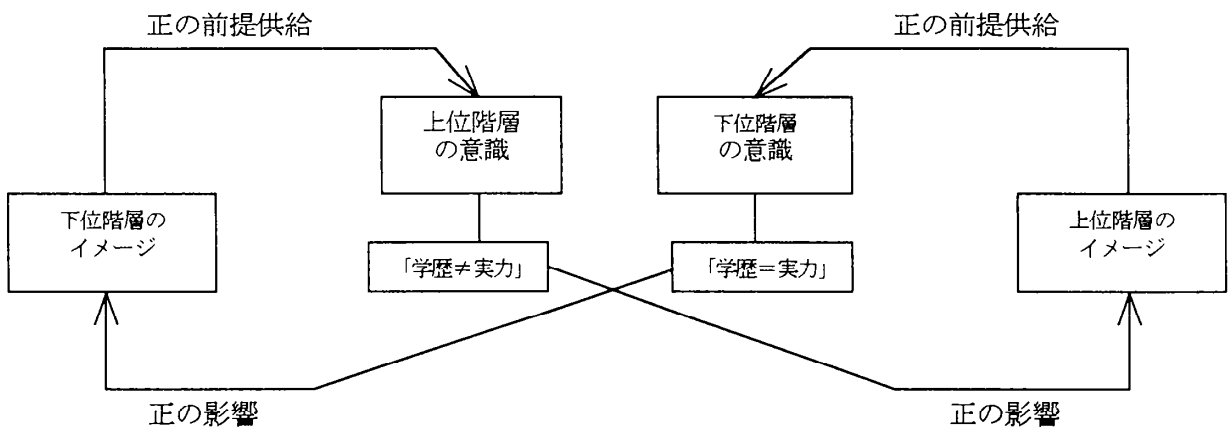 正の前提供給
正の前提供給
上位階層
の意識
下位階層
の意識
下位階層の
イメージ
上位階層の
イメージ
「学歴≠実力」
「学歴＝実力」
正の影響
正の影響